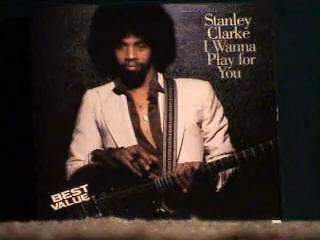 Stanley
Clarke
I Wanna
Play for
You
BEST
VALUE